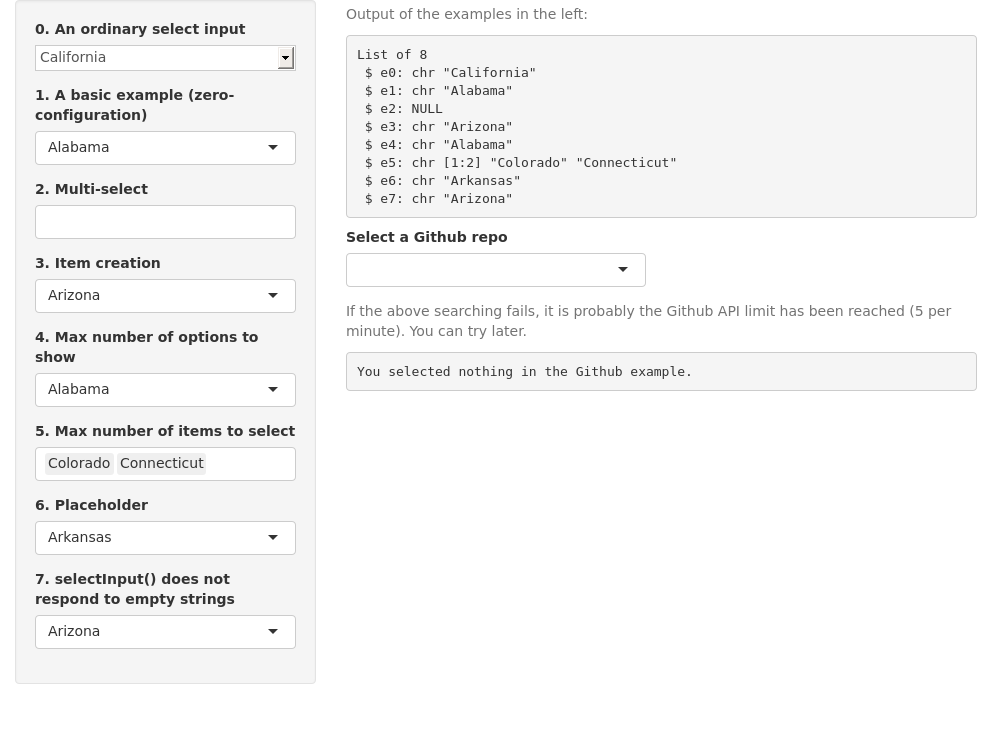 0. An ordinary select input
California
1. A basic example (zero-
configuration)
Alabama
2. Multi-select
3. Item creation
Arizona
4. Max number of options to
show
Alabama
5. Max number of items to select
Colorado Connecticut
6. Placeholder
Arkansas
7. selectInput() does not
respond to empty strings
Arizona
Output of the examples in the left:
List of 8
 $ e0: chr "California"
 $ e1: chr "Alabama"
 $ e2: NULL
 $ e3: chr "Arizona"
 $ e4: chr "Alabama"
 $ e5: chr [1:2] "Colorado" "Connecticut"
 $ e6: chr "Arkansas"
 $ e7: chr "Arizona"
Select a Github repo
If the above searching fails, it is probably the Github API limit has been reached (5 per
minute). You can try later.
You selected nothing in the Github example.